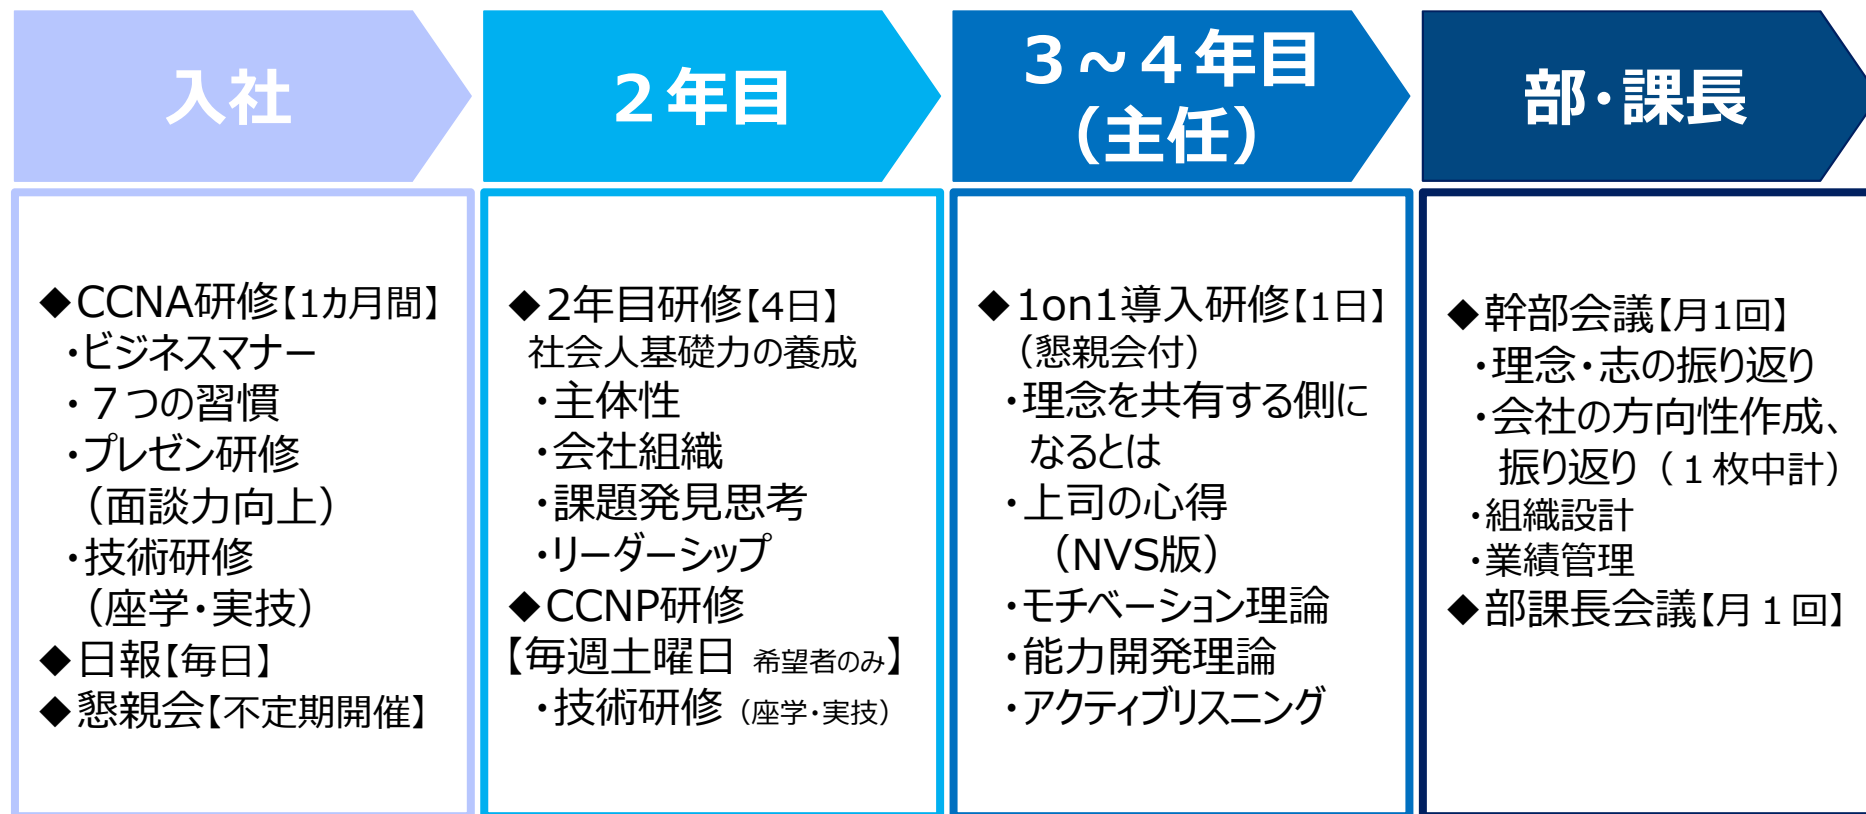 入社
◆CCNA研修【1カ月間】
・ビジネスマナー
・７つの習慣
・プレゼン研修
（面談力向上）
・技術研修
（座学・実技）
◆日報【毎日】
◆懇親会【不定期開催】
２年目
◆2年目研修【4日】
社会人基礎力の養成
・主体性
・会社組織
・課題発見思考
・リーダーシップ
◆CCNP研修
【毎週土曜日 希望者のみ】
・技術研修（座学・実技）
３～４年目
（主任）
◆1on1導入研修【1日】
（懇親会付）
・理念を共有する側に
なるとは
・上司の心得
（NVS版）
・モチベーション理論
・能力開発理論
・アクティブリスニング
部・課長
◆幹部会議【月1回】
・理念・志の振り返り
・会社の方向性作成、
振り返り（１枚中計）
・組織設計
・業績管理
◆部課長会議【月１回】